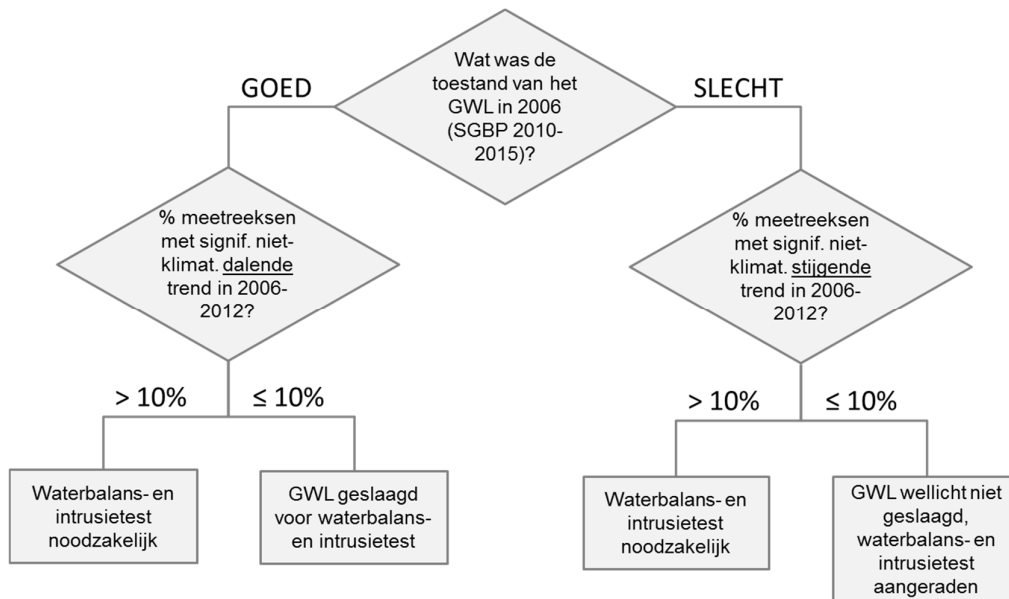 Wat was de
toestand van het
GWL in 2006
(SGBP 2010-
2015)?
GOED
SLECHT
% meetreeksen
met signif. niet-
klimat. dalende
trend in 2006-
2012?
% meetreeksen
met signif. niet-
klimat. stijgende
trend in 2006-
2012?
> 10%
≤ 10%
> 10%
≤ 10%
Waterbalans- en
intrusietest
noodzakelijk
GWL geslaagd
voor waterbalans-
en intrusietest
Waterbalans- en
intrusietest
noodzakelijk
GWL wellicht niet
geslaagd,
waterbalans- en
intrusietest
aangeraden